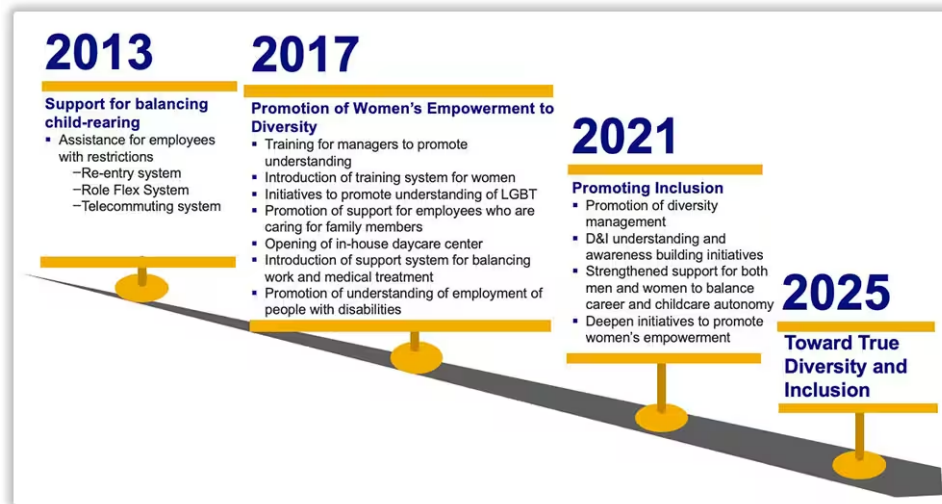 2013
Support for balancing
child-rearing
▪ Assistance for employees
with restrictions
−Re-entry system
−Role Flex System
−Telecommuting system
2017
Promotion of Women's Empowerment to
Diversity
▪ Training for managers to promote
understanding
▪ Introduction of training system for women
▪ Initiatives to promote understanding of LGBT
▪ Promotion of support for employees who are
caring for family members
▪ Opening of in-house daycare center
▪ Introduction of support system for balancing
work and medical treatment
▪ Promotion of understanding of employment of
people with disabilities
2021
Promoting Inclusion
▪ Promotion of diversity
management
▪ D&I understanding and
awareness building initiatives
▪ Strengthened support for both
men and women to balance
career and childcare autonomy
▪ Deepen initiatives to promote
women's empowerment
2025
Toward True
Diversity and
Inclusion